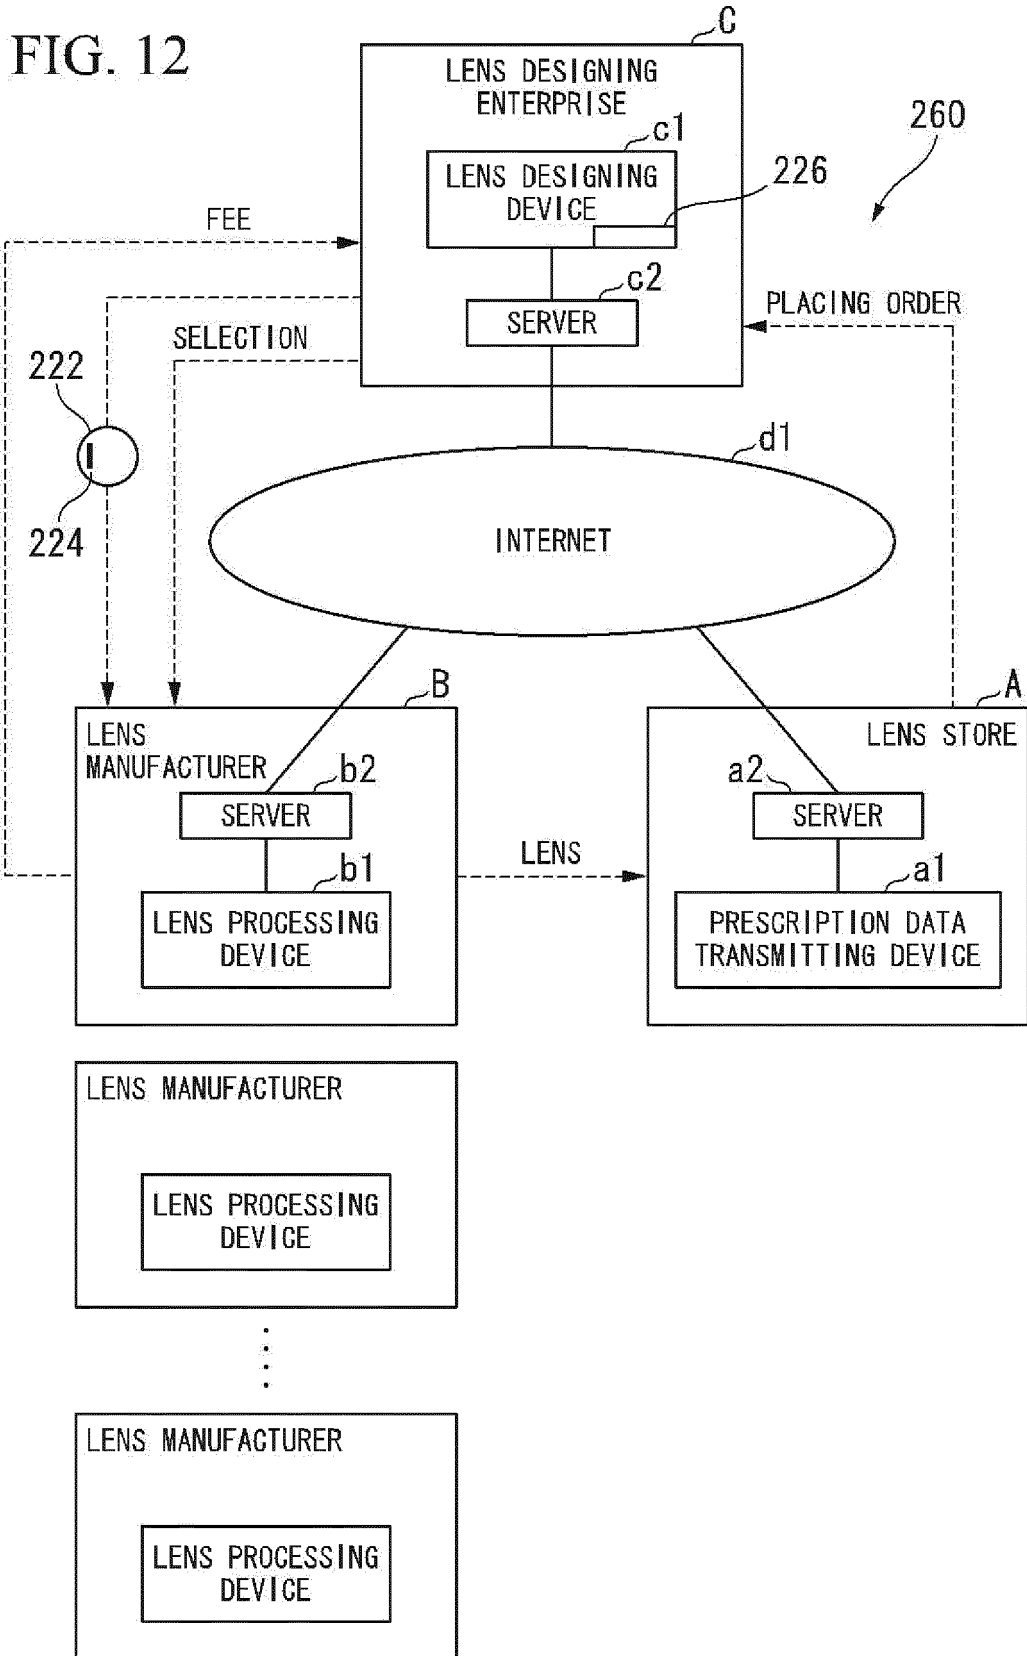 FIG. 12
C
LENS DESIGNING
ENTERPRISE
260
c1
LENS DESIGNING
DEVICE
226
FEE
c2
SERVER
PLACING ORDER
SELECTION
222
224
d1
INTERNET
B
LENS
MANUFACTURER
b2
SERVER
b1
LENS PROCESSING
DEVICE
LENS
A
LENS STORE
a2
SERVER
a1
PRESCRIPTION DATA
TRANSMITTING DEVICE
LENS MANUFACTURER
LENS PROCESSING
DEVICE
LENS MANUFACTURER
LENS PROCESSING
DEVICE